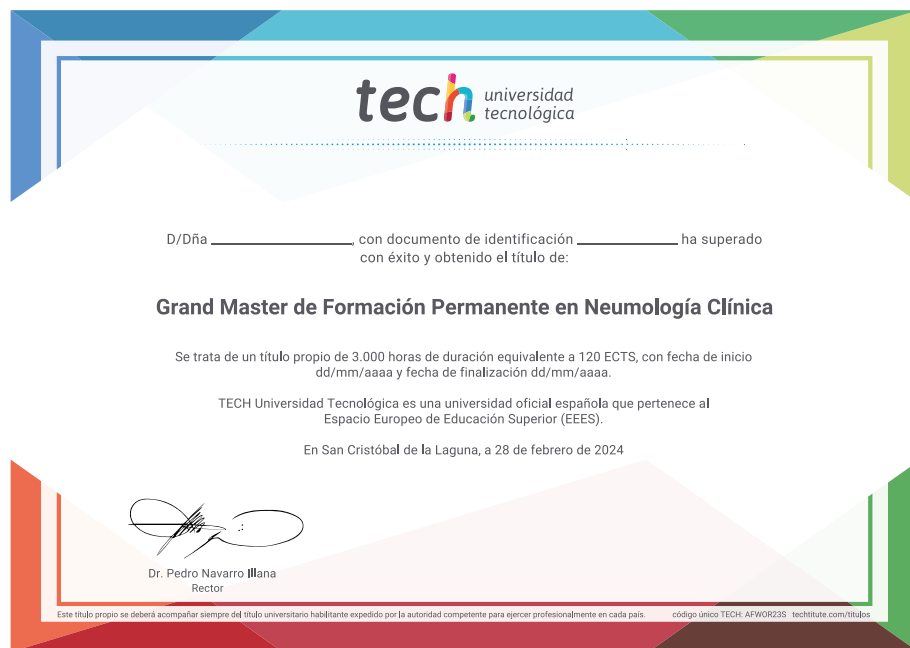 tech universidad
tecnológica
D/Dña ________________, con documento de identificación ____________ ha superado
con éxito y obtenido el título de:
Grand Master de Formación Permanente en Neumología Clínica
Se trata de un título propio de 3.000 horas de duración equivalente a 120 ECTS, con fecha de inicio
dd/mm/aaaa y fecha de finalización dd/mm/aaaa.
TECH Universidad Tecnológica es una universidad oficial española que pertenece al
Espacio Europeo de Educación Superior (EEES).
En San Cristóbal de la Laguna, a 28 de febrero de 2024
Dr. Pedro Navarro Illana
Rector
Este título propio se deberá acompañar siempre del título universitario habilitante expedido por la autoridad competente para ejercer profesionalmente en cada país. código único TECH: AFWOR23S techtitute.com/titulos